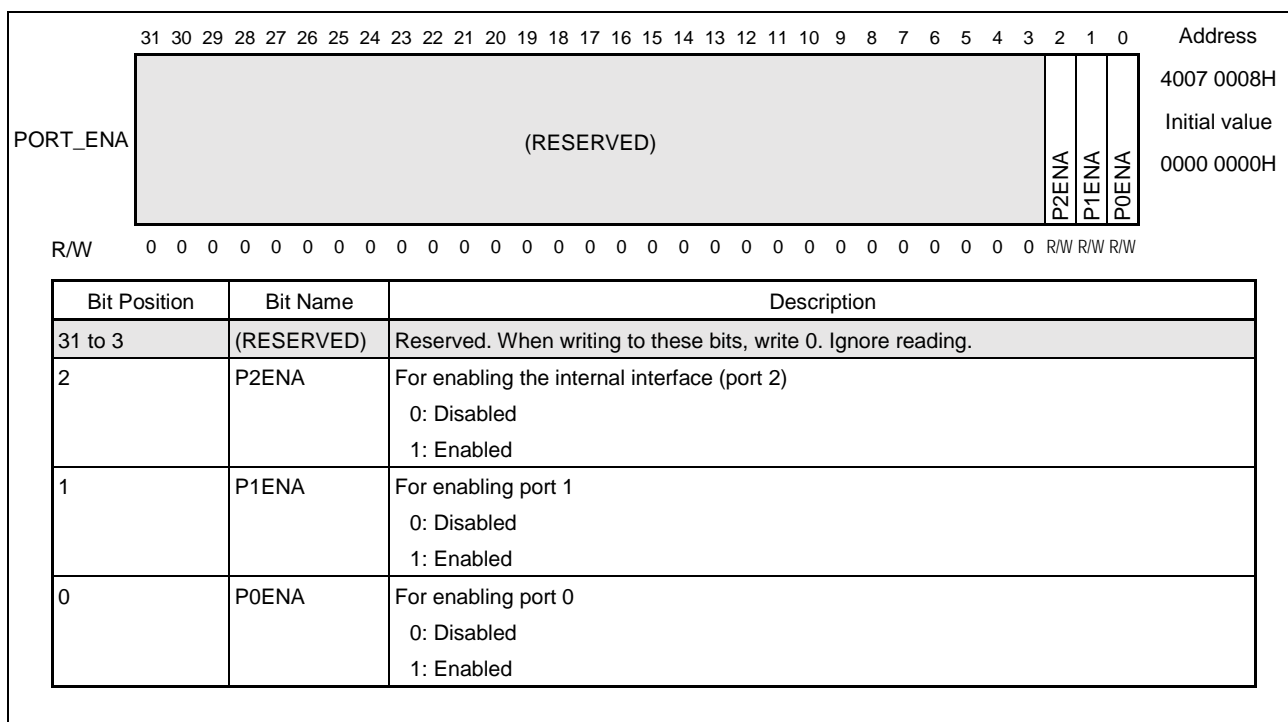 31 30 29 28 27 26 25 24 23 22 21 20 19 18 17 16 15 14 13 12 11 10 9 8 7 6 5 4 3 2 1 0 Address
4007 0008H
Initial value
PORT_ENA (RESERVED) P2ENA P1ENA P0ENA 0000 0000H
R/W 0 0 0 0 0 0 0 0 0 0 0 0 0 0 0 0 0 0 0 0 0 0 0 0 0 0 0 0 0 R/W R/W R/W
Bit Position Bit Name Description
31 to 3 (RESERVED) Reserved. When writing to these bits, write 0. Ignore reading.
2 P2ENA For enabling the internal interface (port 2)
0: Disabled
1: Enabled
1 P1ENA For enabling port 1
0: Disabled
1: Enabled
0 P0ENA For enabling port 0
0: Disabled
1: Enabled